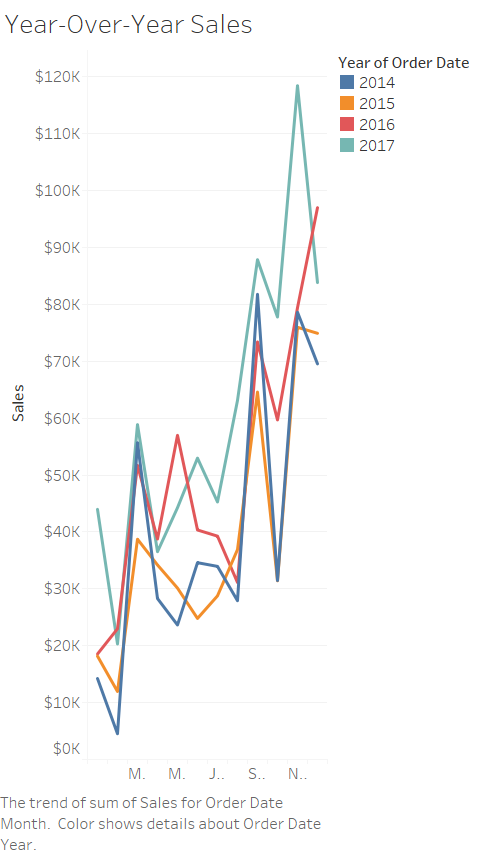 Year-Over-Year Sales
Year of Order Date
2014
2015
2016
2017
$120K
$110K
$100K
$90K
$80K
$70K
$60K
$50K
$40K
$30K
$20K
$10K
$0K
Sales
M. M. J.. S.. N..
The trend of sum of Sales for Order Date
Month. Color shows details about Order Date
Year.